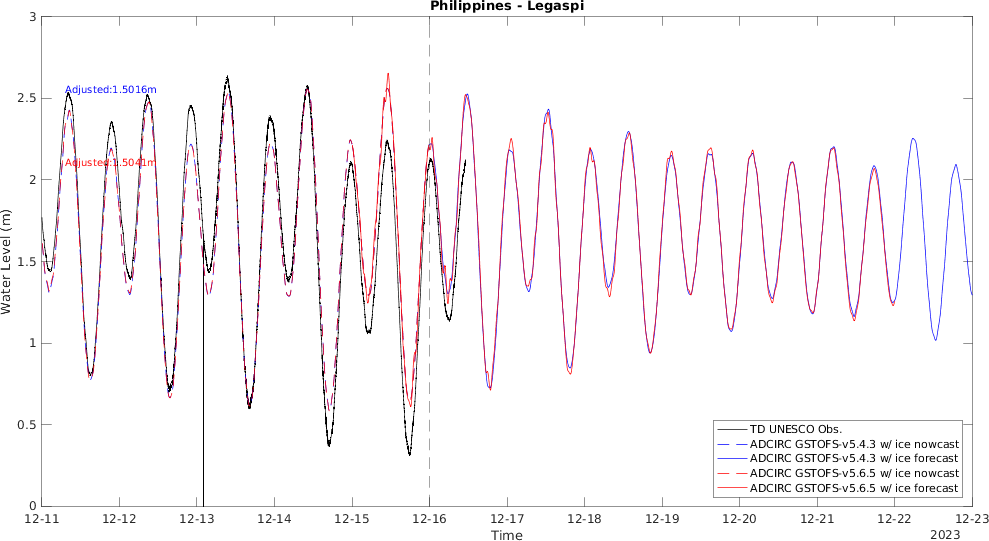 Philippines - Legaspi
3
2.5
2
1.5
1
0.5
0
Water Level (m)
Adjusted:1.5016m
Adjusted:1.5041m
TD UNESCO Obs.
ADCIRC GSTOFS-v5.4.3 w/ ice nowcast
ADCIRC GSTOFS-v5.4.3 w/ ice forecast
ADCIRC GSTOFS-v5.6.5 w/ ice nowcast
ADCIRC GSTOFS-v5.6.5 w/ ice forecast
12-11 12-12 12-13 12-14 12-15 12-16 12-17 12-18 12-19 12-20 12-21 12-22 12-23
Time
2023